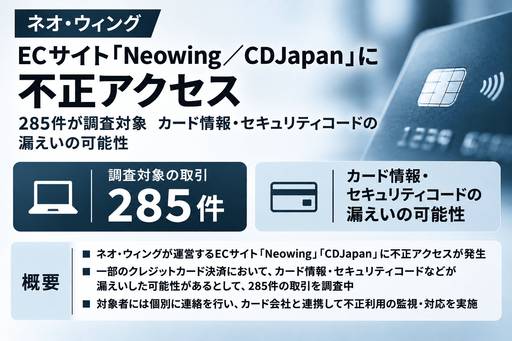 ネオ・ウィング
ECサイト「Neowing／CDJapan」に
不正アクセス
285件が調査対象 カード情報・セキュリティコードの
漏えいの可能性
調査対象の取引
285件
カード情報・
セキュリティコードの
漏えいの可能性
概要
■ ネオ・ウィングが運営するECサイト「Neowing」「CDJapan」に不正アクセスが発生
■ 一部のクレジットカード決済において、カード情報・セキュリティコードなどが
漏えいした可能性があるとして、285件の取引を調査中
■ 対象者には個別に連絡を行い、カード会社と連携して不正利用の監視・対応を実施